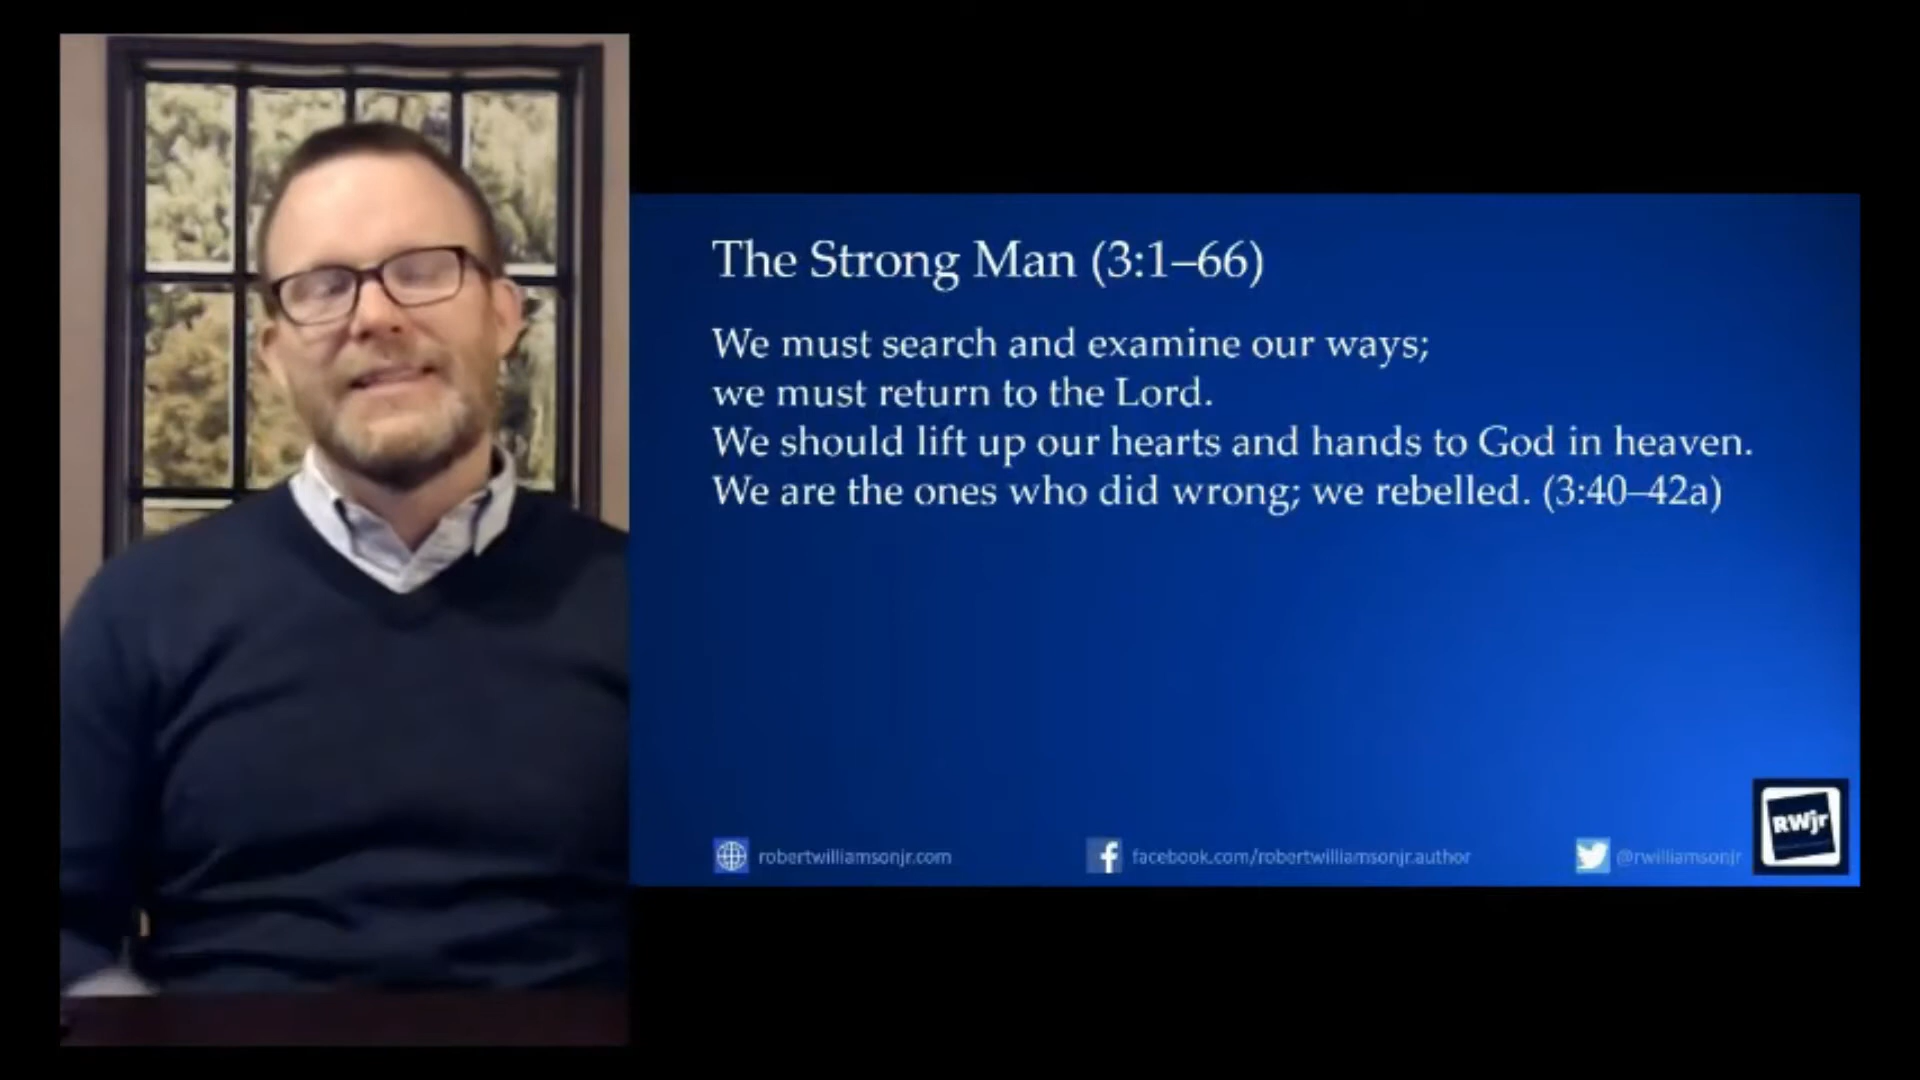 The Strong Man (3:1–66)
We must search and examine our ways;
we must return to the Lord.
We should lift up our hearts and hands to God in heaven.
We are the ones who did wrong; we rebelled. (3:40–42a)
robertwilliamsonjr.com
facebook.com/robertwilliamsonjr.author
@rwilliamsonjr
RWjr